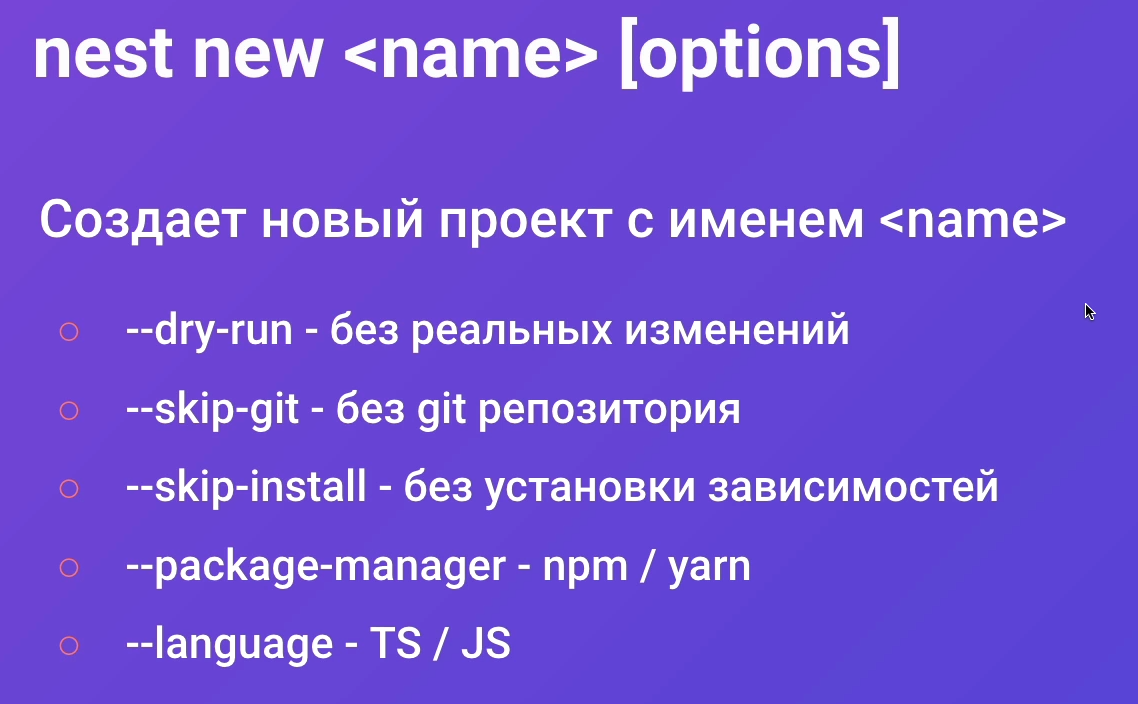 nest new <name> [options]
Создает новый проект с именем <name>
--dry-run - без реальных изменений
--skip-git - без git репозитория
--skip-install - без установки зависимостей
--package-manager - npm / yarn
--language - TS / JS